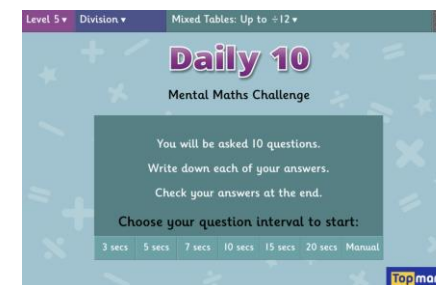 Level 5 ▾ Division ▾ Mixed Tables: Up to ÷12 ▾
Daily 10
Mental Maths Challenge
You will be asked 10 questions.
Write down each of your answers.
Check your answers at the end.
Choose your question interval to start:
3 secs 5 secs 7 secs 10 secs 15 secs 20 secs Manual